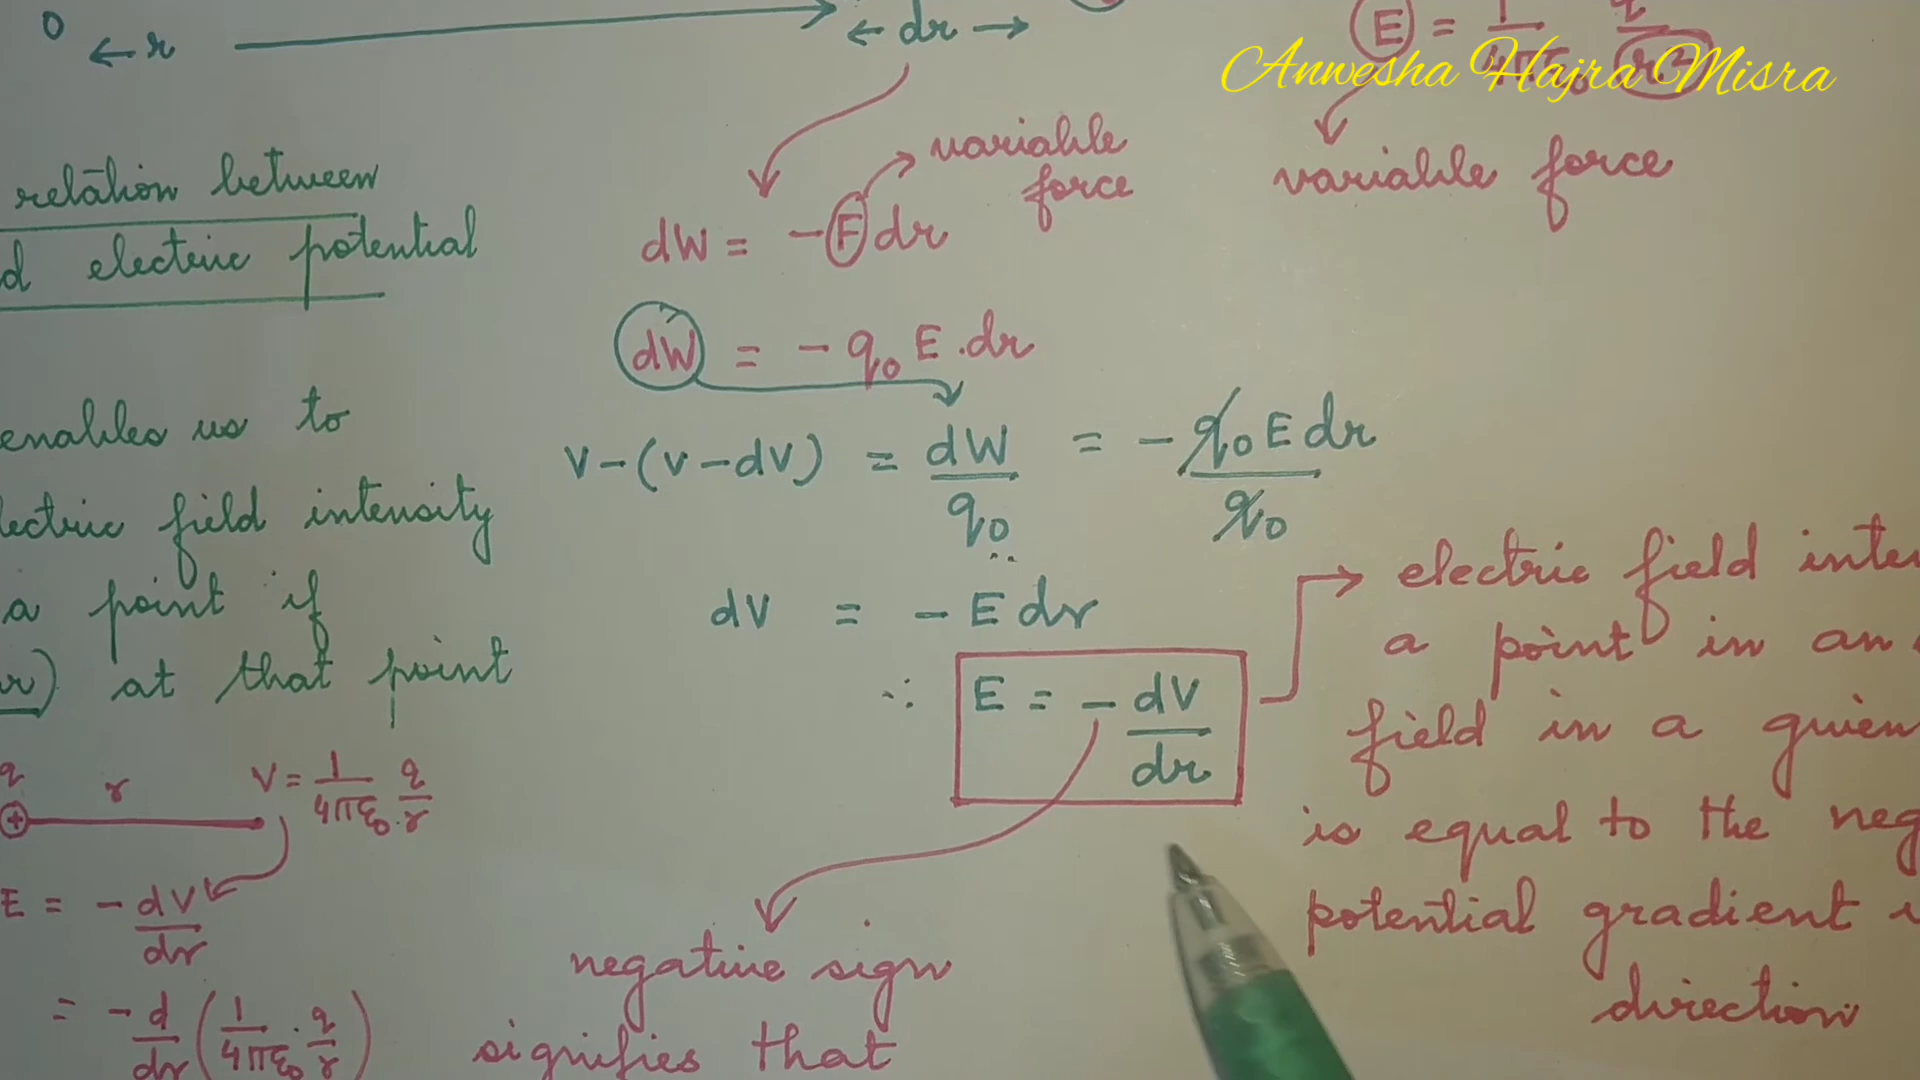 0 ← r → ← dr →
E = 1/4πε₀ q/r²
Anwesha Hajra Misra
variable force
variable force
dW = -F dr
relation between
d electric potential
dW = - q₀ E .dr
V-(V-dV) = dW/q₀ = - q₀ E dr/q₀
dV = - E dr
∴ E = - dV/dr
enables us to
lectric field intensity
a point if
r) at that point
electric field inte
a point in an
field in a given
is equal to the neg
potential gradient
direction
q r V = 1/4πε₀ . q/r
E = - dV/dr
= - d/dr (1/4πε₀ . q/r)
negative sign
signifies that